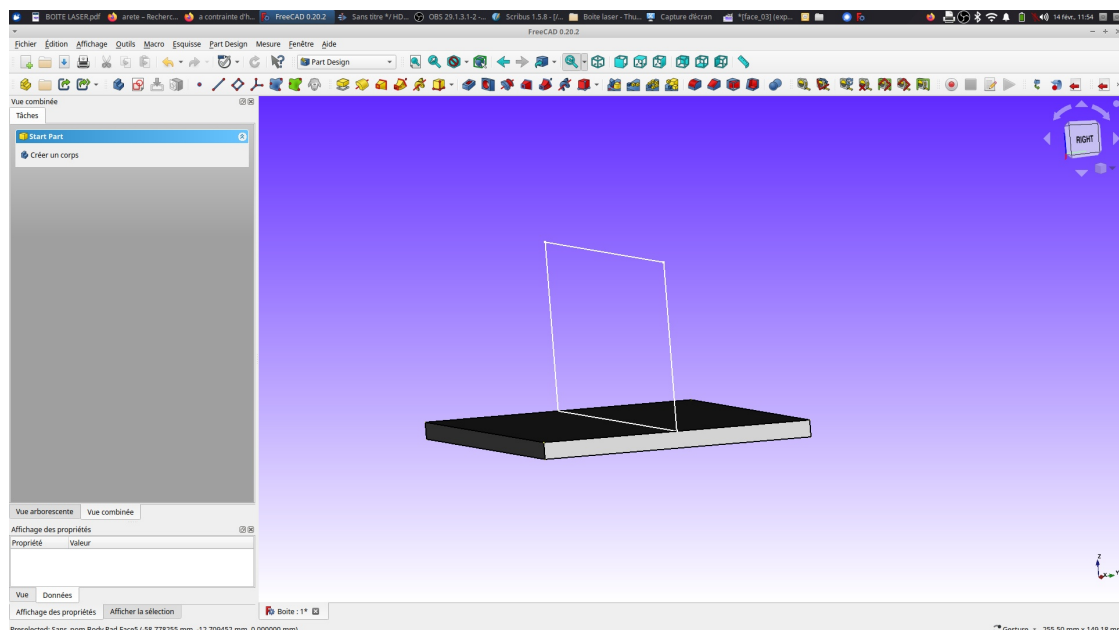 BOITE LASER.pdf arete – Recherc... a contrainte d'h... FreeCAD 0.20.2 Sans titre */ HD... OBS 29.1.3.1-2 -... Scribus 1.5.8 - [/... Boite laser - Thu... Capture d'écran *[face_03] (exp... Fo 14 févr., 11:54
FreeCAD 0.20.2
Fichier Édition Affichage Outils Macro Esquisse Part Design Mesure Fenêtre Aide
Part Design
Vue combinée
Tâches
Start Part
Créer un corps
RIGHT
Vue arborescente Vue combinée
Affichage des propriétés
Propriété Valeur
Vue Données
Affichage des propriétés Afficher la sélection
Boite : 1*
Z
X Y
Preselected: Sans_nom.Body.Pad.Face5 (-58,778255 mm, -12,709452 mm, 0,000000 mm)
Gesture 255,50 mm x 149,18 mm